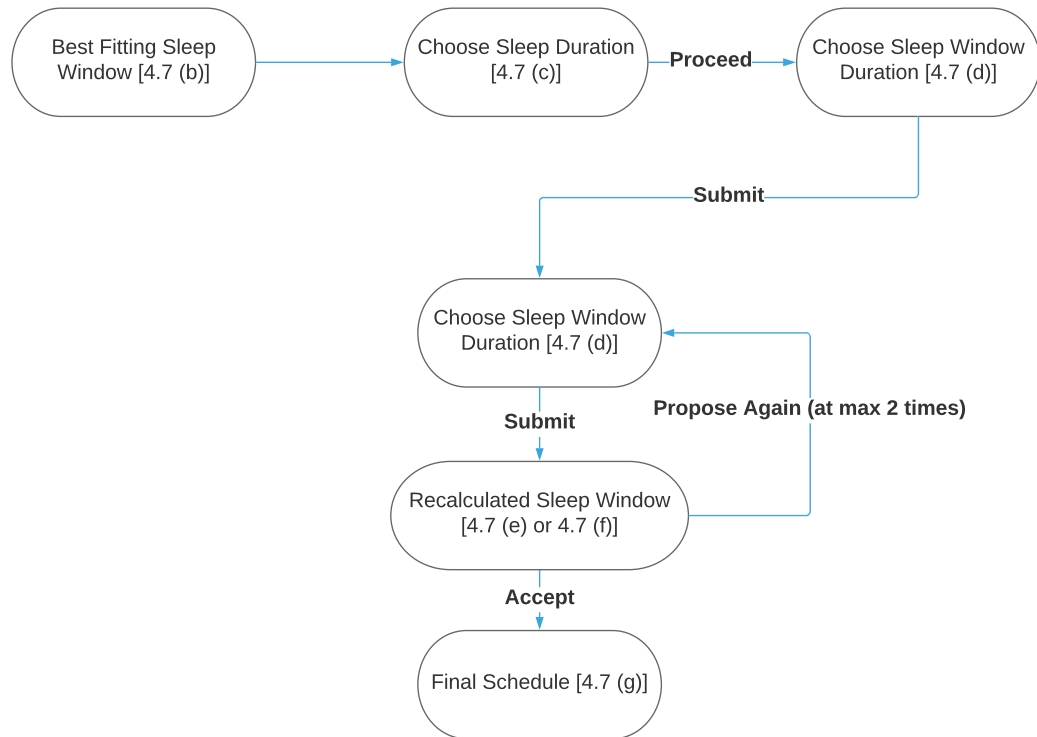 Best Fitting Sleep
Window [4.7 (b)]
Choose Sleep Duration
[4.7 (c)]
Proceed
Choose Sleep Window
Duration [4.7 (d)]
Submit
Choose Sleep Window
Duration [4.7 (d)]
Propose Again (at max 2 times)
Submit
Recalculated Sleep Window
[4.7 (e) or 4.7 (f)]
Accept
Final Schedule [4.7 (g)]